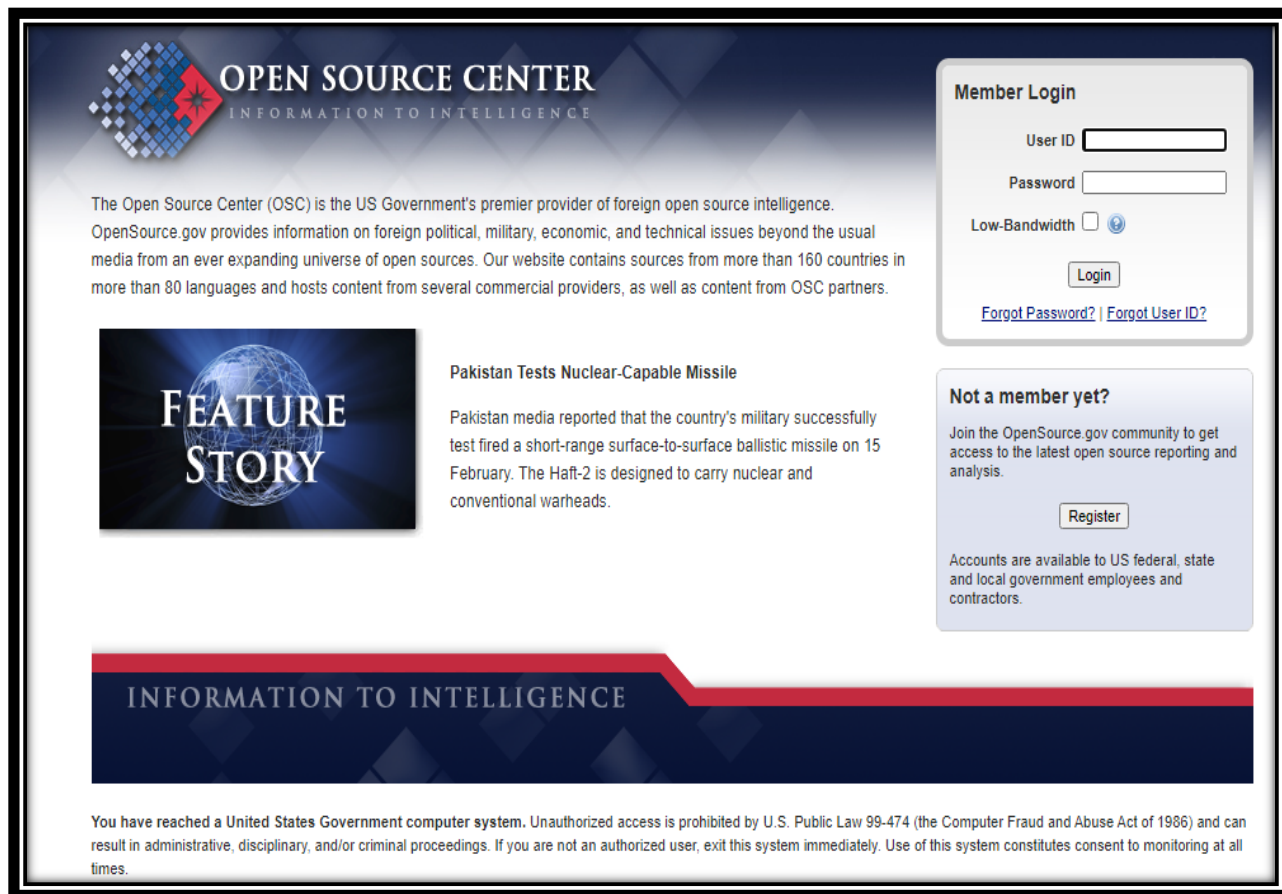 OPEN SOURCE CENTER
INFORMATION TO INTELLIGENCE
The Open Source Center (OSC) is the US Government's premier provider of foreign open source intelligence.
OpenSource.gov provides information on foreign political, military, economic, and technical issues beyond the usual
media from an ever expanding universe of open sources. Our website contains sources from more than 160 countries in
more than 80 languages and hosts content from several commercial providers, as well as content from OSC partners.
FEATURE
STORY
Pakistan Tests Nuclear-Capable Missile
Pakistan media reported that the country's military successfully
test fired a short-range surface-to-surface ballistic missile on 15
February. The Haft-2 is designed to carry nuclear and
conventional warheads.
Member Login
User ID
Password
Low-Bandwidth ?
Login
Forgot Password? | Forgot User ID?
Not a member yet?
Join the OpenSource.gov community to get
access to the latest open source reporting and
analysis.
Register
Accounts are available to US federal, state
and local government employees and
contractors.
INFORMATION TO INTELLIGENCE
You have reached a United States Government computer system. Unauthorized access is prohibited by U.S. Public Law 99-474 (the Computer Fraud and Abuse Act of 1986) and can
result in administrative, disciplinary, and/or criminal proceedings. If you are not an authorized user, exit this system immediately. Use of this system constitutes consent to monitoring at all
times.